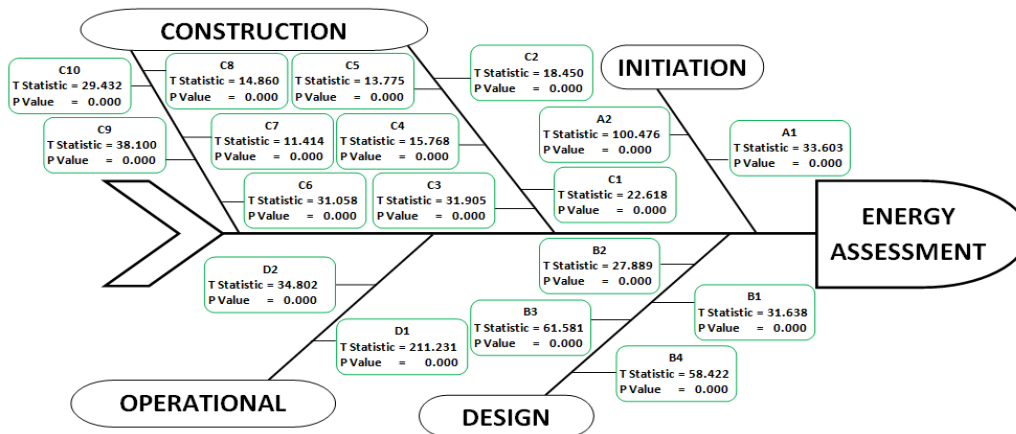 CONSTRUCTION
C10
T Statistic = 29.432
P Value = 0.000
C8
T Statistic = 14.860
P Value = 0.000
C5
T Statistic = 13.775
P Value = 0.000
C2
T Statistic = 18.450
P Value = 0.000
INITIATION
C9
T Statistic = 38.100
P Value = 0.000
C7
T Statistic = 11.414
P Value = 0.000
C4
T Statistic = 15.768
P Value = 0.000
A2
T Statistic = 100.476
P Value = 0.000
A1
T Statistic = 33.603
P Value = 0.000
C6
T Statistic = 31.058
P Value = 0.000
C3
T Statistic = 31.905
P Value = 0.000
C1
T Statistic = 22.618
P Value = 0.000
ENERGY
ASSESSMENT
D2
T Statistic = 34.802
P Value = 0.000
B2
T Statistic = 27.889
P Value = 0.000
B1
T Statistic = 31.638
P Value = 0.000
D1
T Statistic = 211.231
P Value = 0.000
B3
T Statistic = 61.581
P Value = 0.000
B4
T Statistic = 58.422
P Value = 0.000
OPERATIONAL
DESIGN